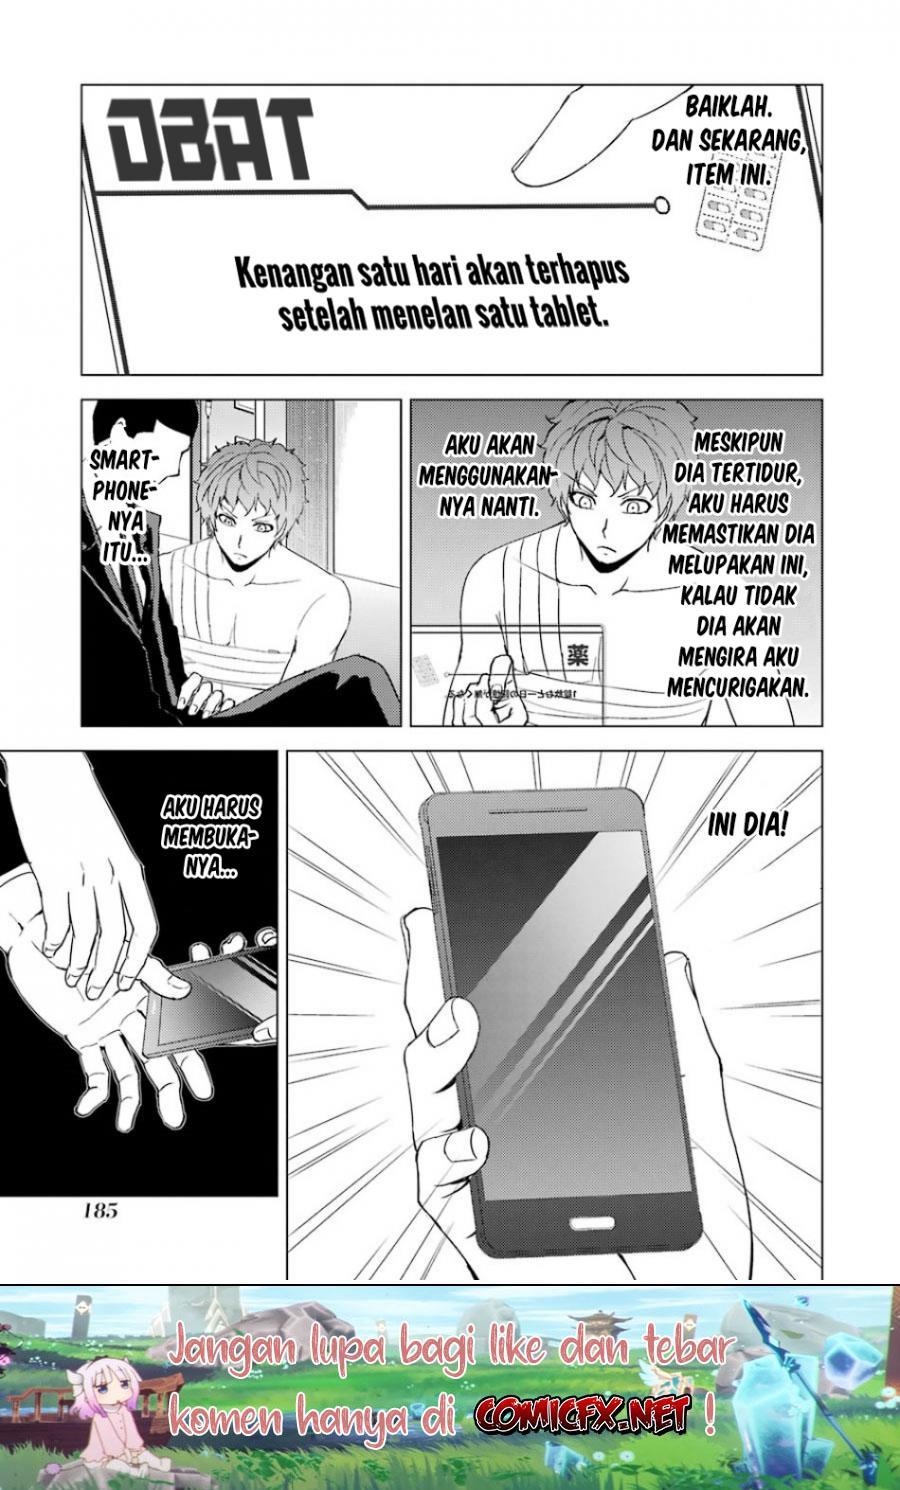 BAIKLAH.
DAN SEKARANG,
ITEM INI.
OBAT
Kenangan satu hari akan terhapus
setelah menelan satu tablet.
MESKIPUN
DIA TERTIDUR,
AKU HARUS
MEMASTIKAN DIA
MELUPAKAN INI,
KALAU TIDAK
DIA AKAN
MENGIRA AKU
MENCURIGAKAN.
AKU AKAN
MENGGUNAKAN-
NYA NANTI.
薬
SMART-
PHONE-
NYA
ITU...
INI DIA!
AKU HARUS
MEMBUKA-
NYA...
185
Jangan lupa bagi like dan tebar
komen hanya di COMICFX.NET !